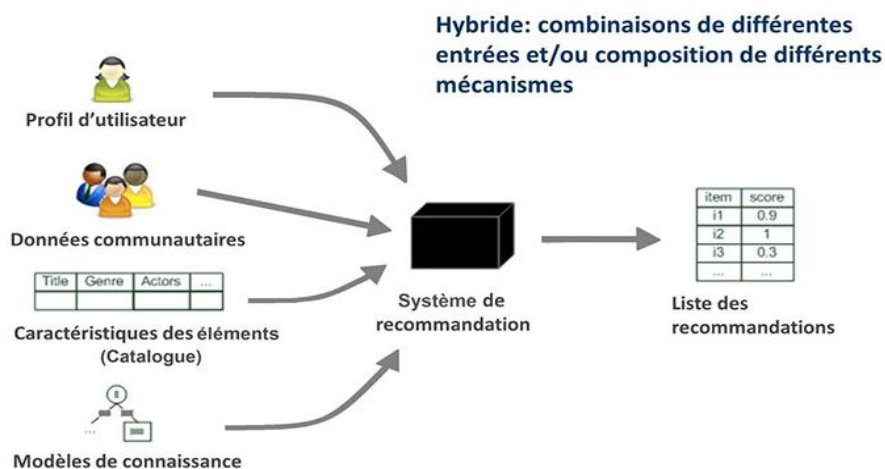 Hybride: combinaisons de différentes
entrées et/ou composition de différents
mécanismes
Profil d'utilisateur
Données communautaires
Title Genre Actors ...
Caractéristiques des éléments
(Catalogue)
...
Modèles de connaissance
Système de
recommandation
item score
i1 0.9
i2 1
i3 0.3
... ...
Liste des
recommandations